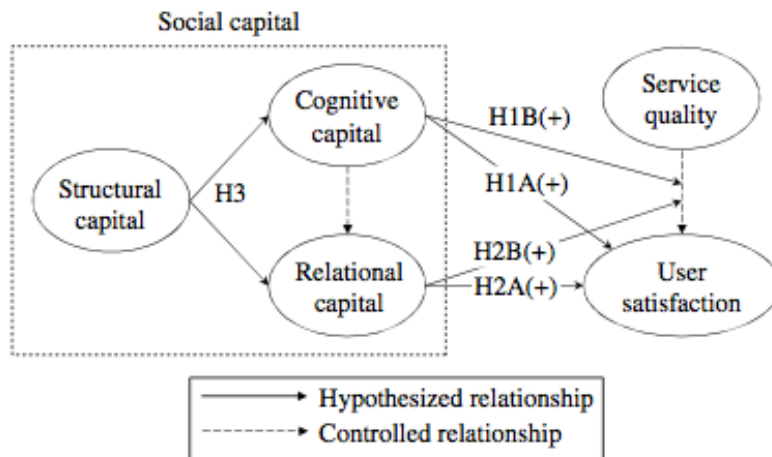 Social capital
Cognitive
capital
Service
quality
H1B(+)
H1A(+)
Structural
capital
H3
H2B(+)
H2A(+)
Relational
capital
User
satisfaction
Hypothesized relationship
Controlled relationship